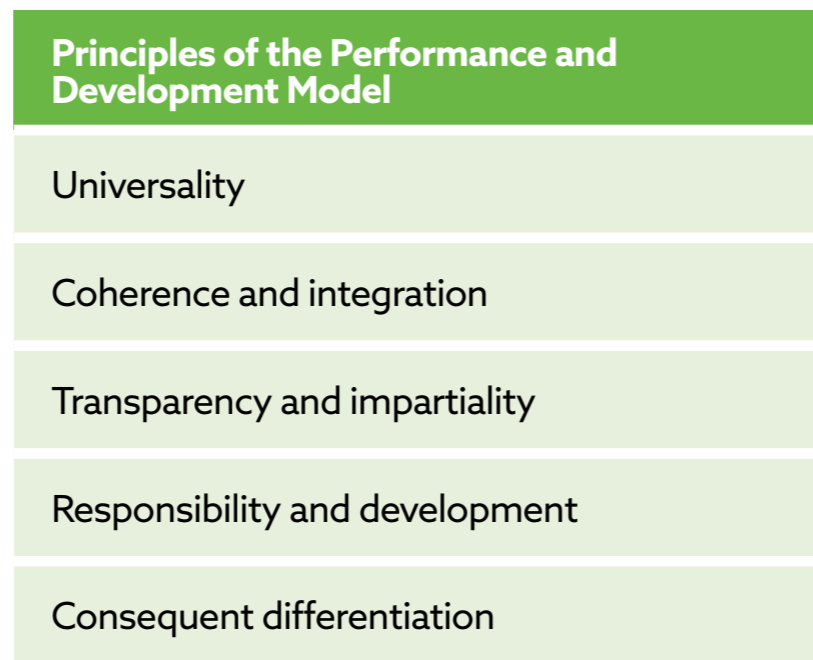 Principles of the Performance and
Development Model
Universality
Coherence and integration
Transparency and impartiality
Responsibility and development
Consequent differentiation